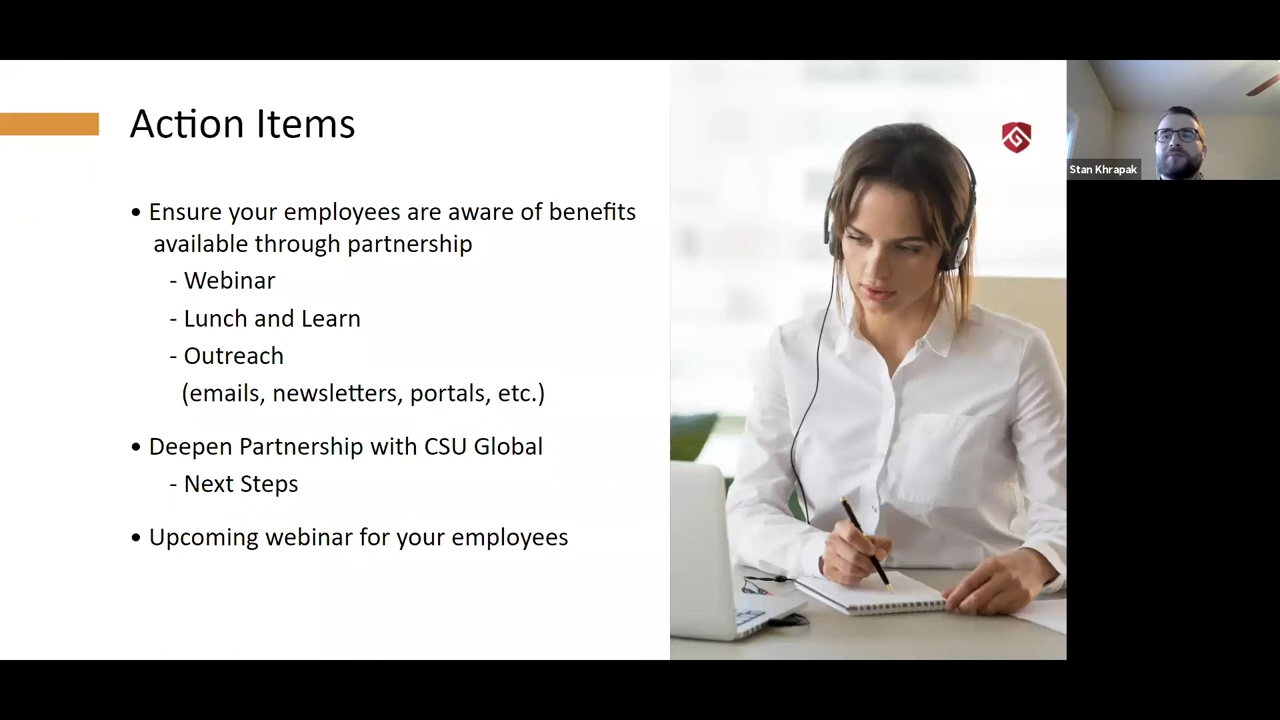 Action Items
• Ensure your employees are aware of benefits
available through partnership
- Webinar
- Lunch and Learn
- Outreach
(emails, newsletters, portals, etc.)
• Deepen Partnership with CSU Global
- Next Steps
• Upcoming webinar for your employees
Stan Khrapak